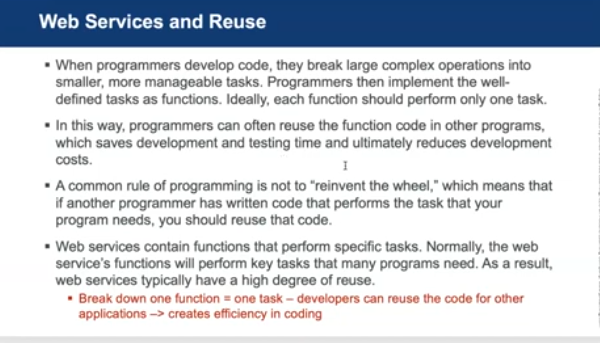 Web Services and Reuse
▪ When programmers develop code, they break large complex operations into
smaller, more manageable tasks. Programmers then implement the well-
defined tasks as functions. Ideally, each function should perform only one task.
▪ In this way, programmers can often reuse the function code in other programs,
which saves development and testing time and ultimately reduces development
costs.
▪ A common rule of programming is not to “reinvent the wheel,” which means that
if another programmer has written code that performs the task that your
program needs, you should reuse that code.
▪ Web services contain functions that perform specific tasks. Normally, the web
service’s functions will perform key tasks that many programs need. As a result,
web services typically have a high degree of reuse.
▪ Break down one function = one task – developers can reuse the code for other
applications –> creates efficiency in coding